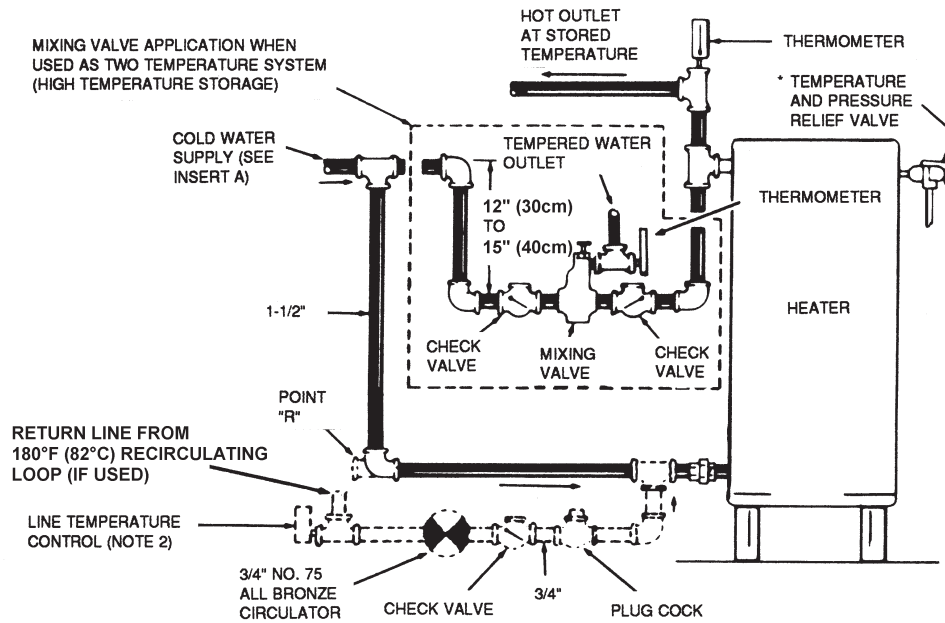 HOT OUTLET
AT STORED
TEMPERATURE
THERMOMETER
MIXING VALVE APPLICATION WHEN
USED AS TWO TEMPERATURE SYSTEM
(HIGH TEMPERATURE STORAGE)
* TEMPERATURE
AND PRESSURE
RELIEF VALVE
COLD WATER
SUPPLY (SEE
INSERT A)
TEMPERED WATER
OUTLET
THERMOMETER
12" (30cm)
TO
15" (40cm)
1-1/2"
HEATER
CHECK
VALVE
MIXING
VALVE
CHECK
VALVE
POINT
"R"
RETURN LINE FROM
180°F (82°C) RECIRCULATING
LOOP (IF USED)
LINE TEMPERATURE
CONTROL (NOTE 2)
3/4" NO. 75
ALL BRONZE
CIRCULATOR
CHECK VALVE
3/4"
PLUG COCK